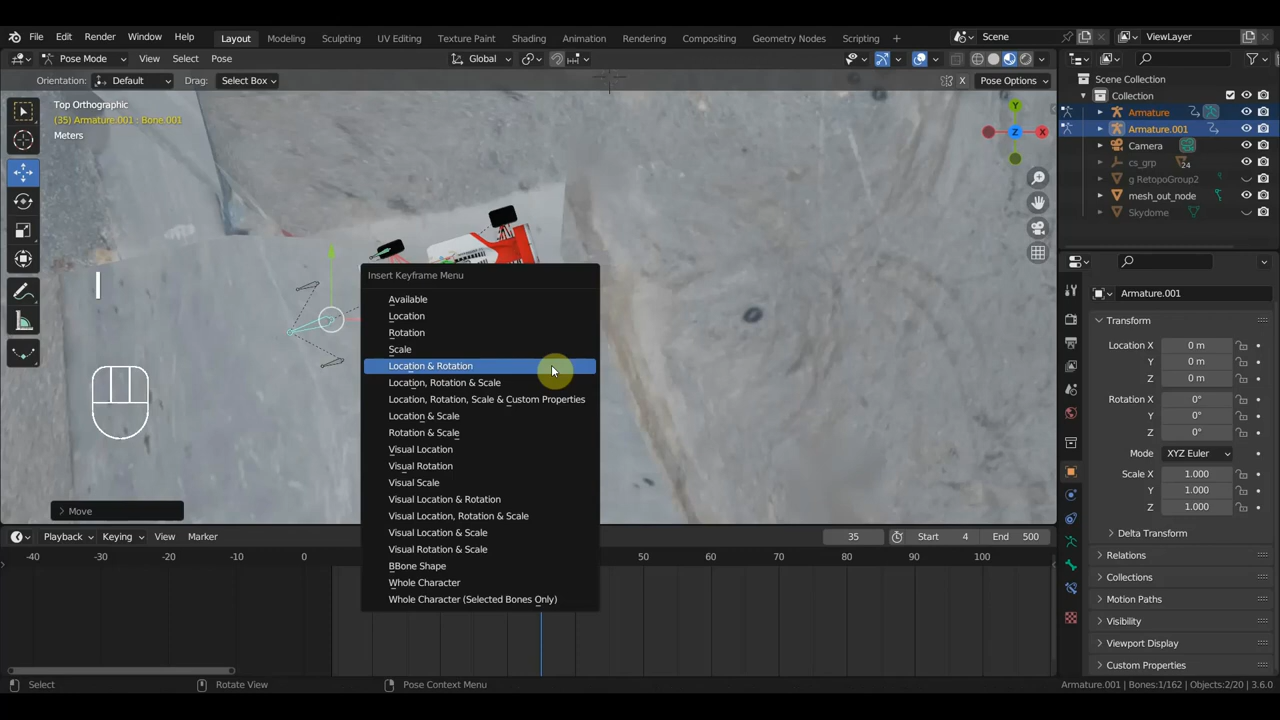 File Edit Render Window Help Layout Modeling Sculpting UV Editing Texture Paint Shading Animation Rendering Compositing Geometry Nodes Scripting + Scene ViewLayer
Pose Mode View Select Pose Global
Orientation: Default Drag: Select Box X Pose Options
Scene Collection
Collection
Armature
Armature.001
Camera
cs_grp 24
g RetopoGroup2
mesh_out_node
Skydome
Top Orthographic
(35) Armature.001 : Bone.001
Meters
Y
X
Z
I
Insert Keyframe Menu
Available
Location
Rotation
Scale
Location & Rotation
Location, Rotation & Scale
Location, Rotation, Scale & Custom Properties
Location & Scale
Rotation & Scale
Visual Location
Visual Rotation
Visual Scale
Visual Location & Rotation
Visual Location, Rotation & Scale
Visual Location & Scale
Visual Rotation & Scale
BBone Shape
Whole Character
Whole Character (Selected Bones Only)
Move
Armature.001
Transform
Location X 0 m
Y 0 m
Z 0 m
Rotation X 0°
Y 0°
Z 0°
Mode XYZ Euler
Scale X 1.000
Y 1.000
Z 1.000
Delta Transform
Relations
Collections
Motion Paths
Visibility
Viewport Display
Custom Properties
Playback Keying View Marker 35 Start 4 End 500
-40 -30 -20 -10 0 50 60 70 80 90 100
Select Rotate View Pose Context Menu Armature.001 | Bones:1/162 | Objects:2/20 | 3.6.0